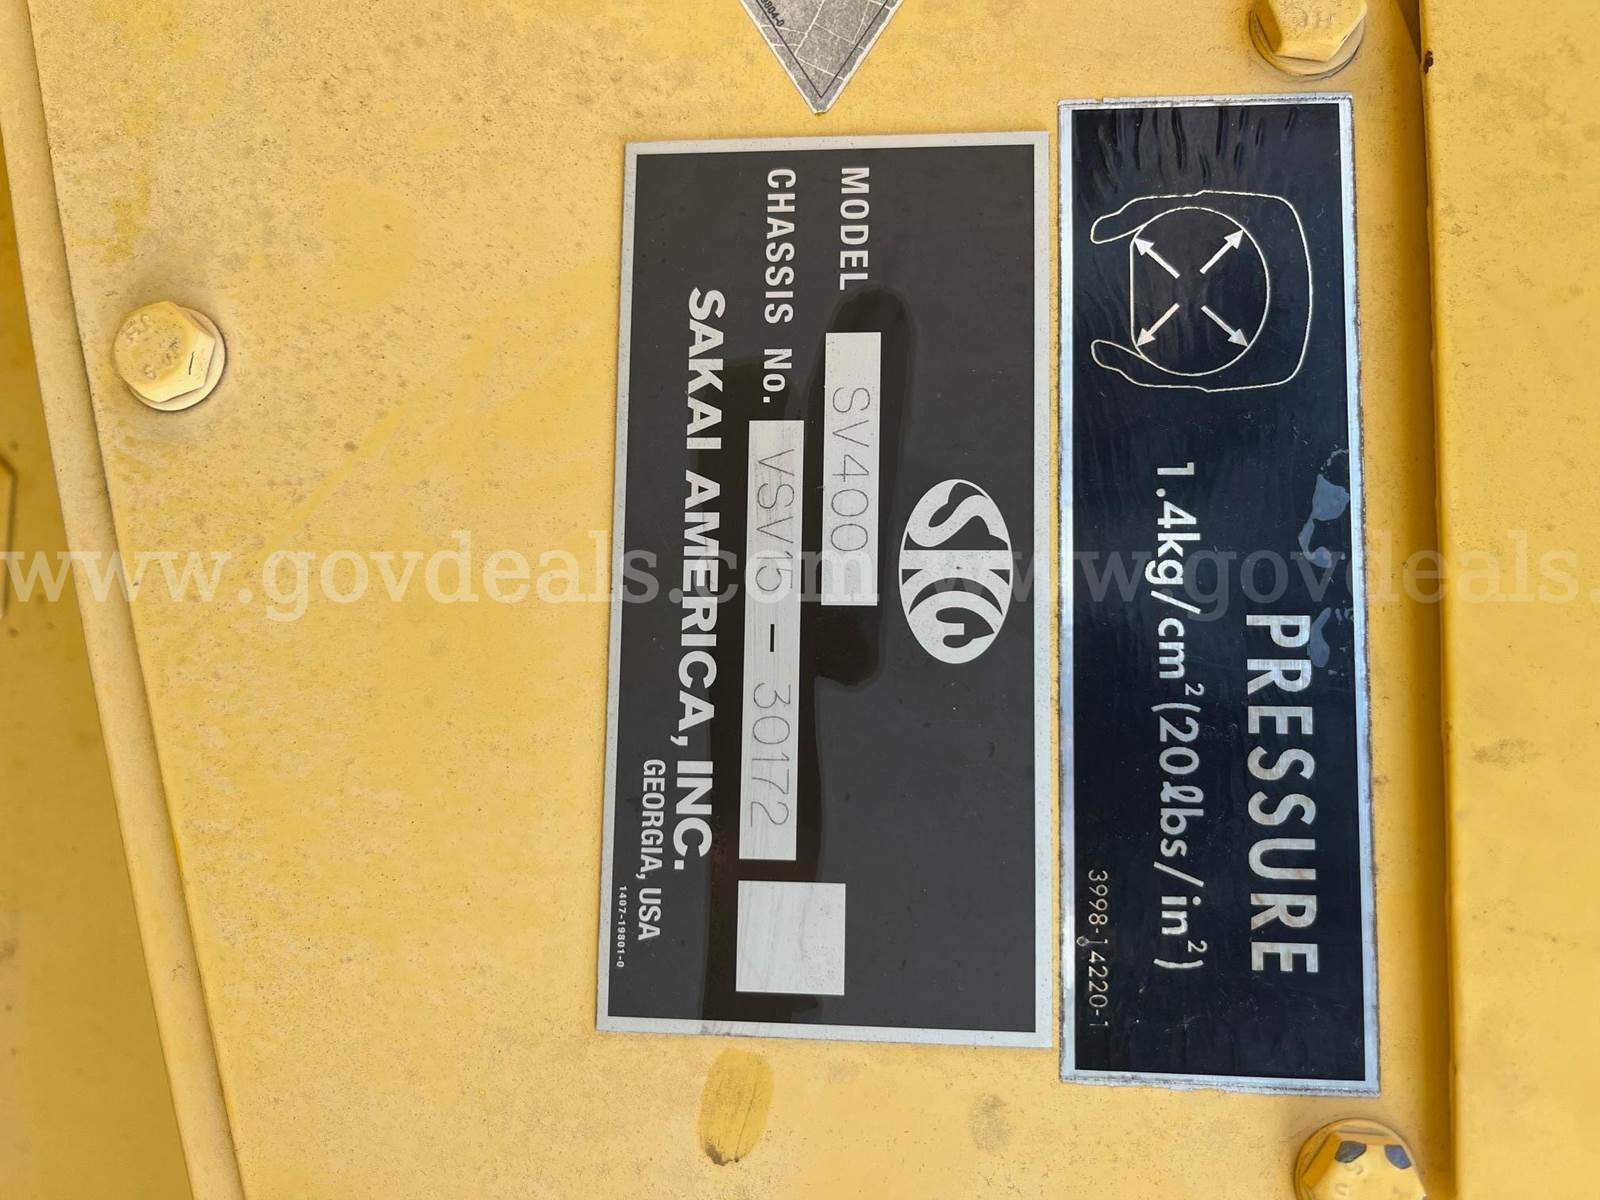 PRESSURE
1.4kg/cm²(20lbs/in²)
3998-14220-1
MODEL SV400
CHASSIS No. VSV15-30172
SAKAI AMERICA, INC.
GEORGIA, USA
1407-19801-0
www.govdeals.com
www.govdeals.